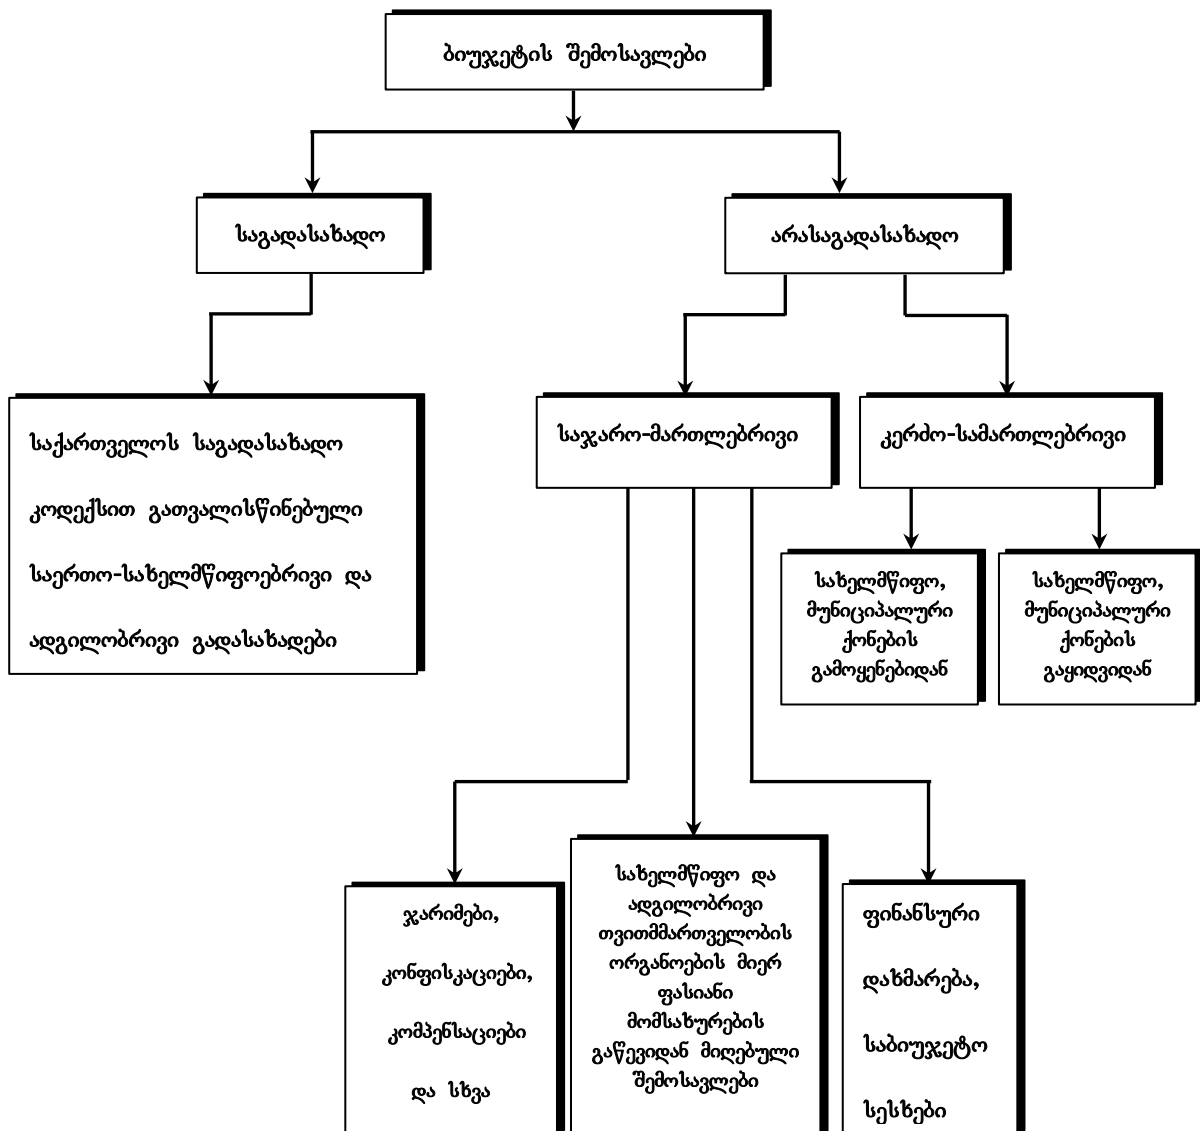 ბიუჯეტის შემოსავლები
საგადასახადო
არასაგადასახადო
საქართველოს საგადასახადო
კოდექსით გათვალისწინებული
საერთო-სახელმწიფოებრივი და
ადგილობრივი გადასახადები
საჯარო-მართლებრივი
კერძო-სამართლებრივი
სახელმწიფო,
მუნიციპალური
ქონების
გამოყენებიდან
სახელმწიფო,
მუნიციპალური
ქონების
გაყიდვიდან
ჯარიმები,
კონფისკაციები,
კომპენსაციები
და სხვა
სახელმწიფო და
ადგილობრივი
თვითმმართველობის
ორგანოების მიერ
ფასიანი
მომსახურების
გაწევიდან მიღებული
შემოსავლები
ფინანსური
დახმარება,
საბიუჯეტო
სესხები